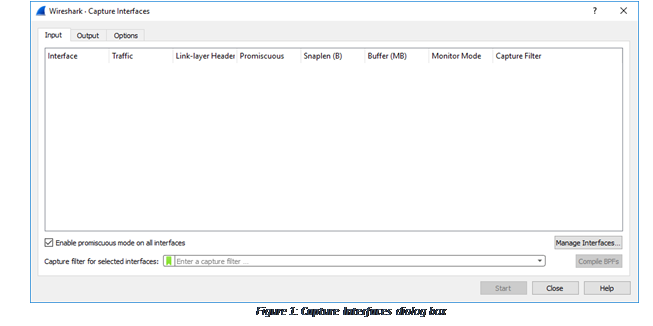 Wireshark · Capture Interfaces
Input Output Options
Interface Traffic Link-layer Header Promiscuous Snaplen (B) Buffer (MB) Monitor Mode Capture Filter
Enable promiscuous mode on all interfaces
Manage Interfaces...
Capture filter for selected interfaces: Enter a capture filter ...
Compile BPFs
Start Close Help
Figure 1: Capture Interfaces dialog box